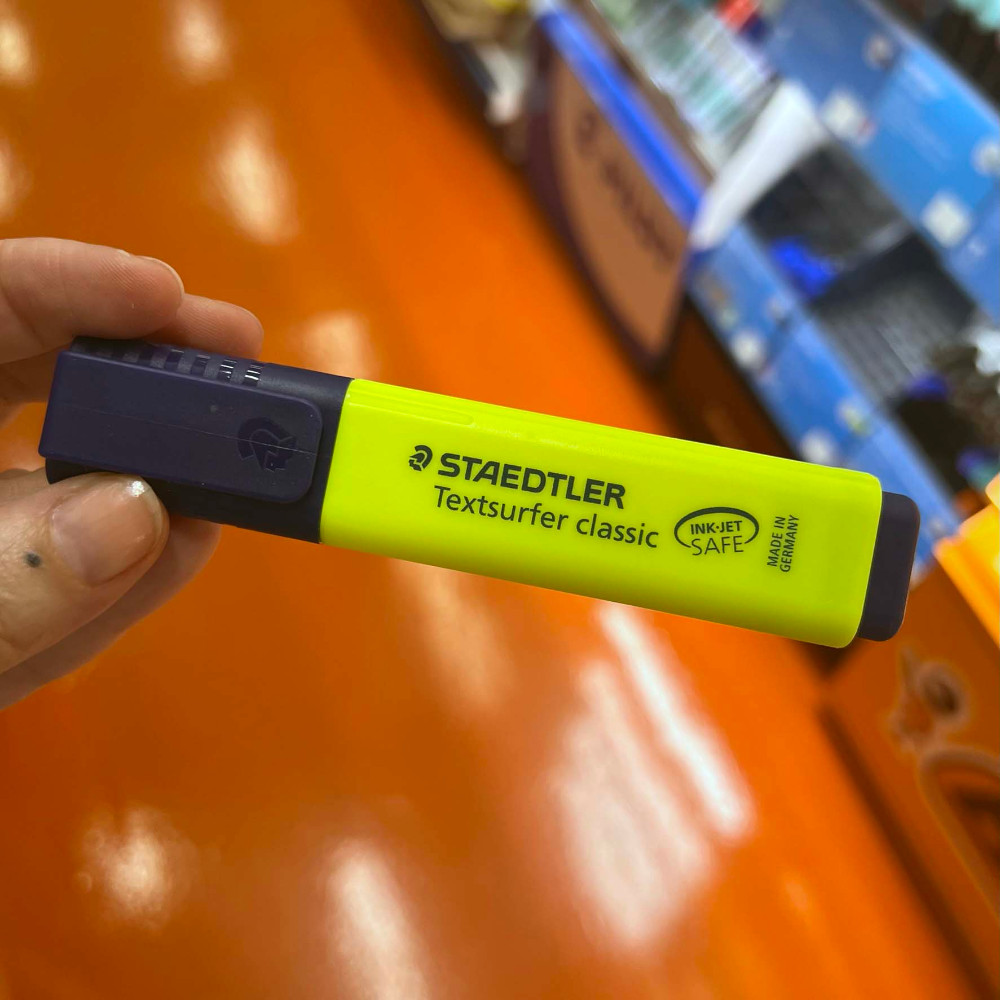 STAEDTLER
Textsurfer classic
INK-JET
SAFE
MADE IN
GERMANY